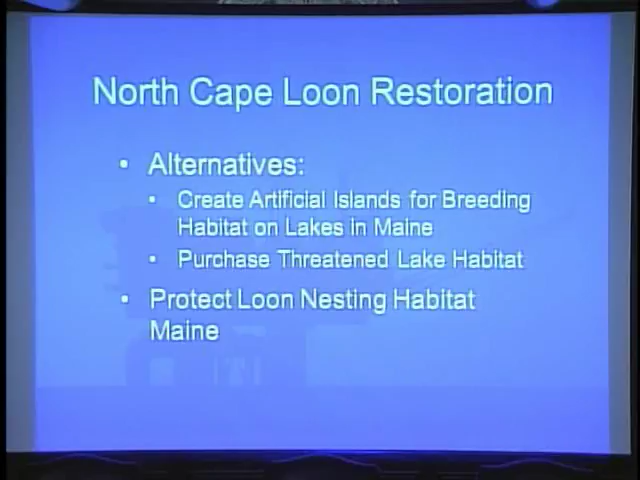 North Cape Loon Restoration
• Alternatives:
• Create Artificial Islands for Breeding
Habitat on Lakes in Maine
• Purchase Threatened Lake Habitat
• Protect Loon Nesting Habitat
Maine